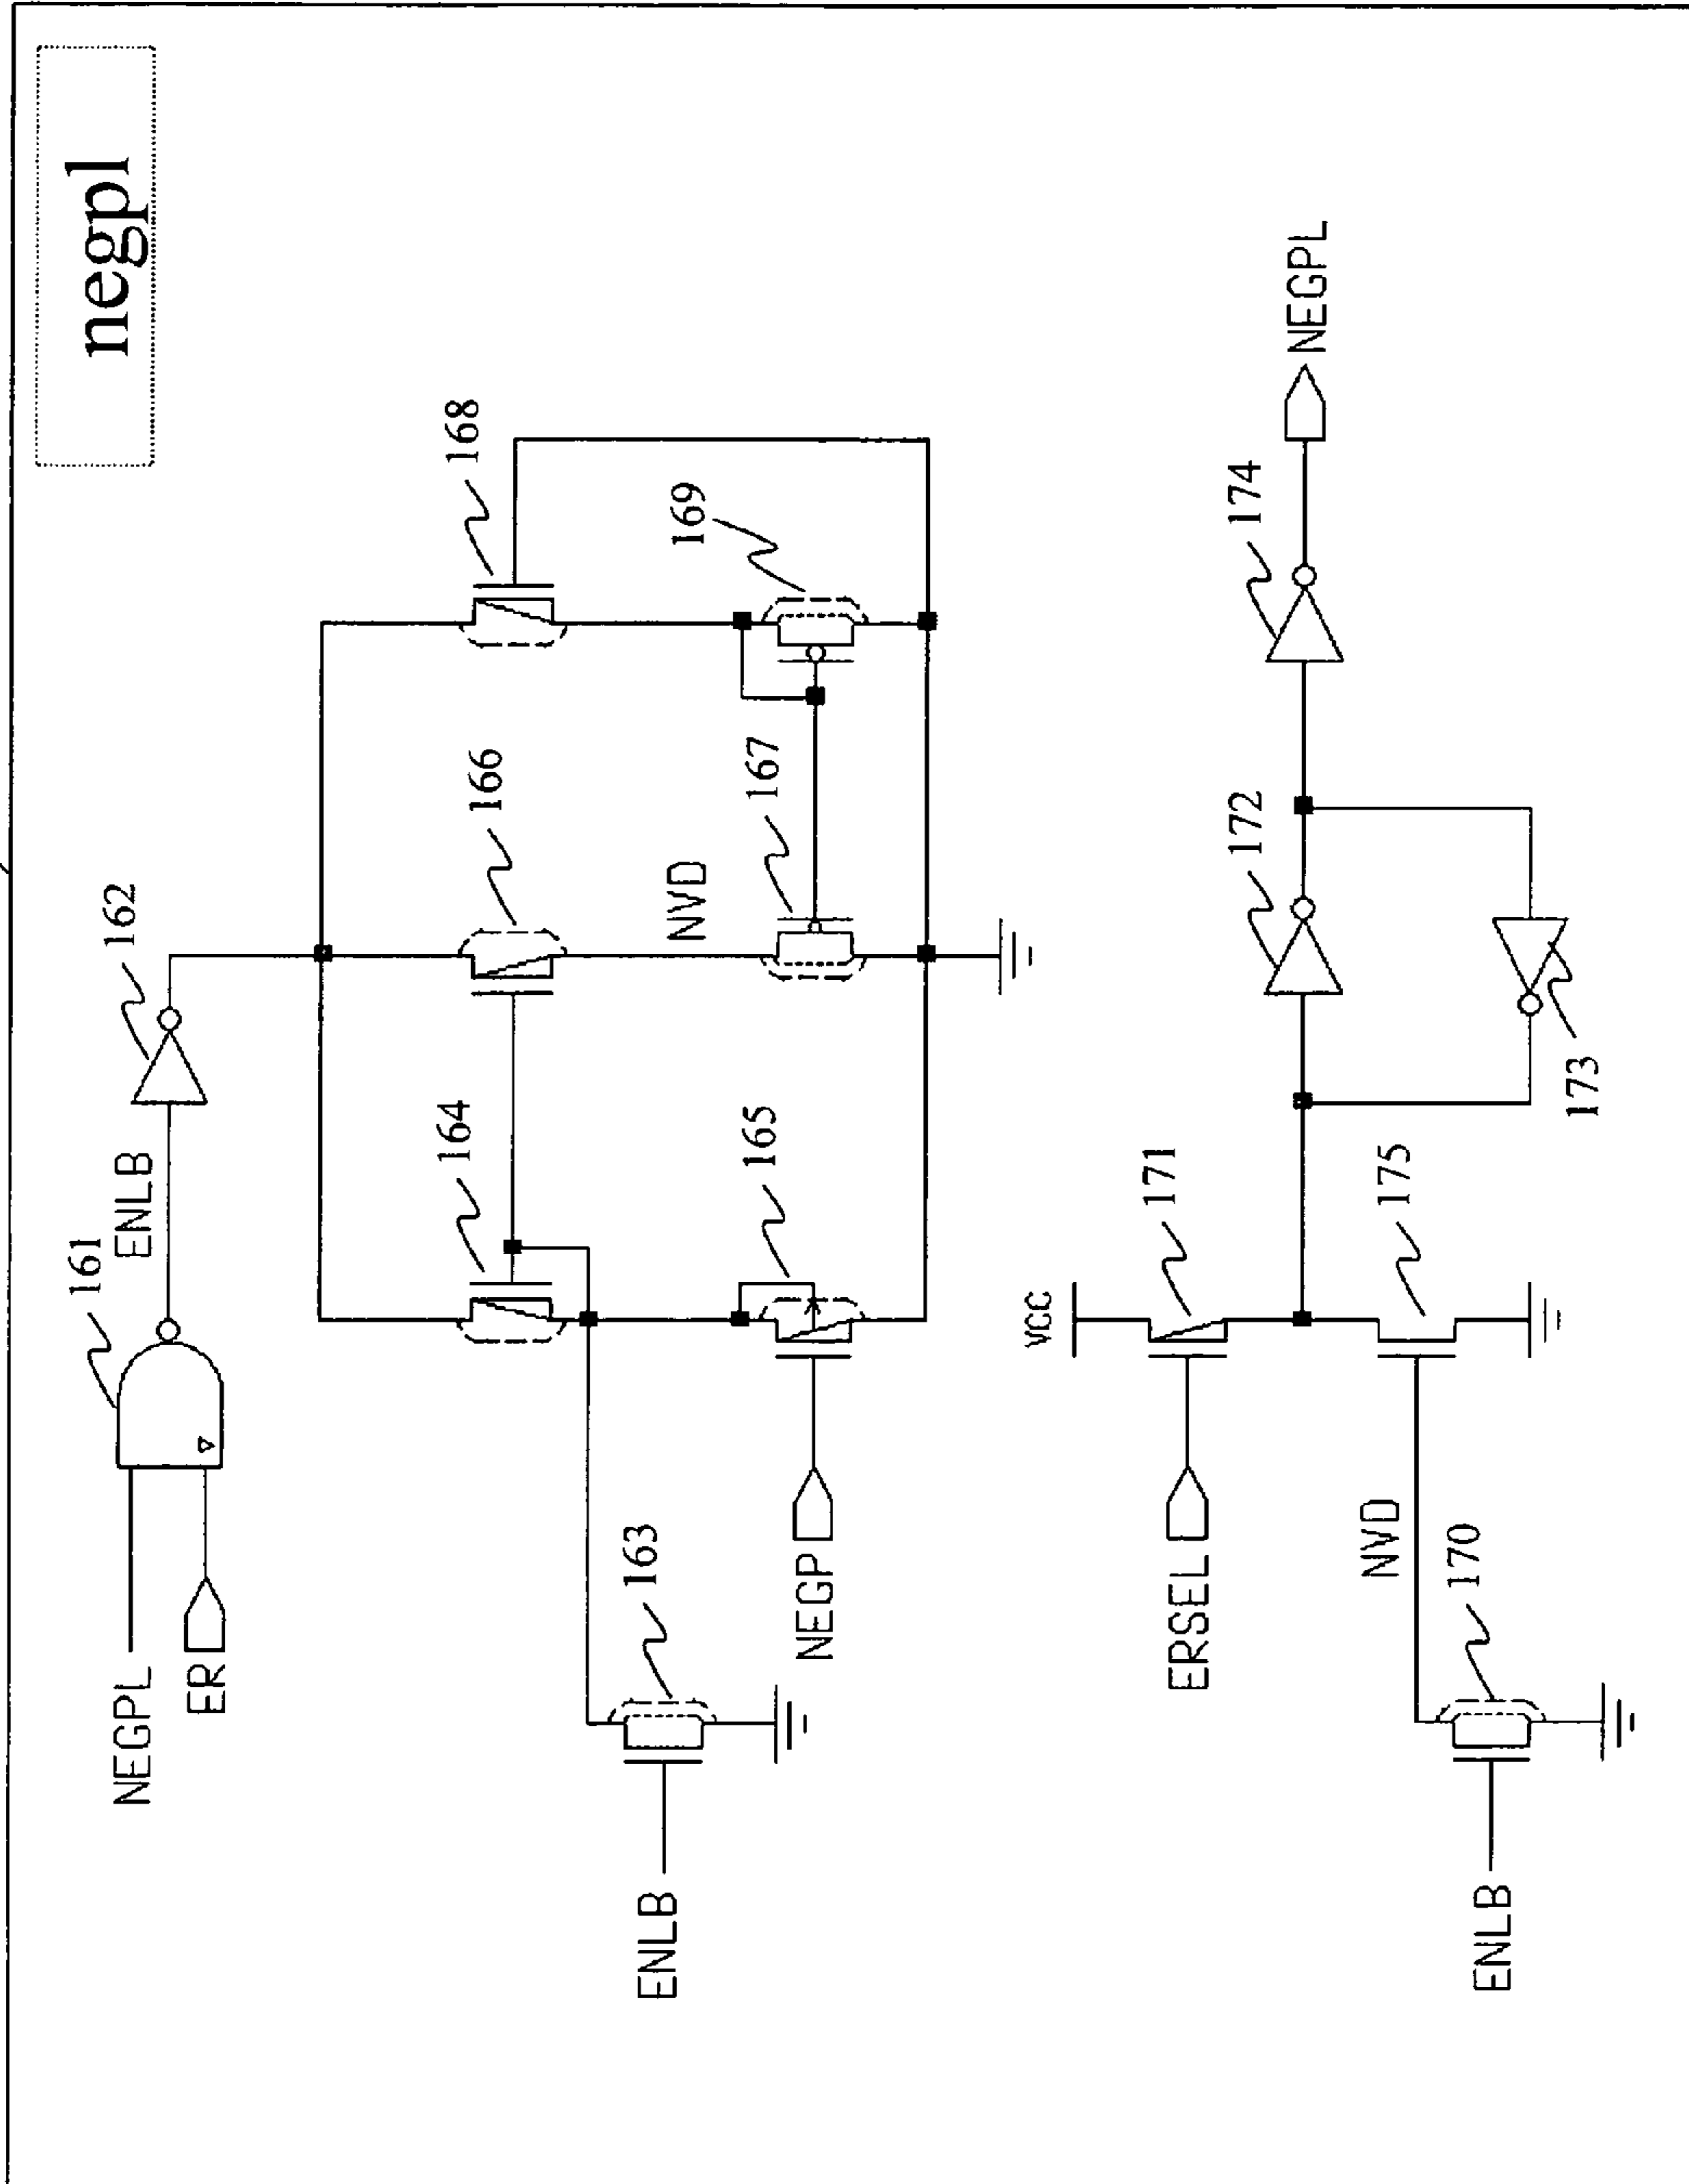 negpl
161
ENLB
162
NEGPL
ER
164
166
168
165
NVD
167
169
163
ENLB
NEGP
VCC
171
172
174
NEGPL
ERSEL
175
173
NVD
170
ENLB